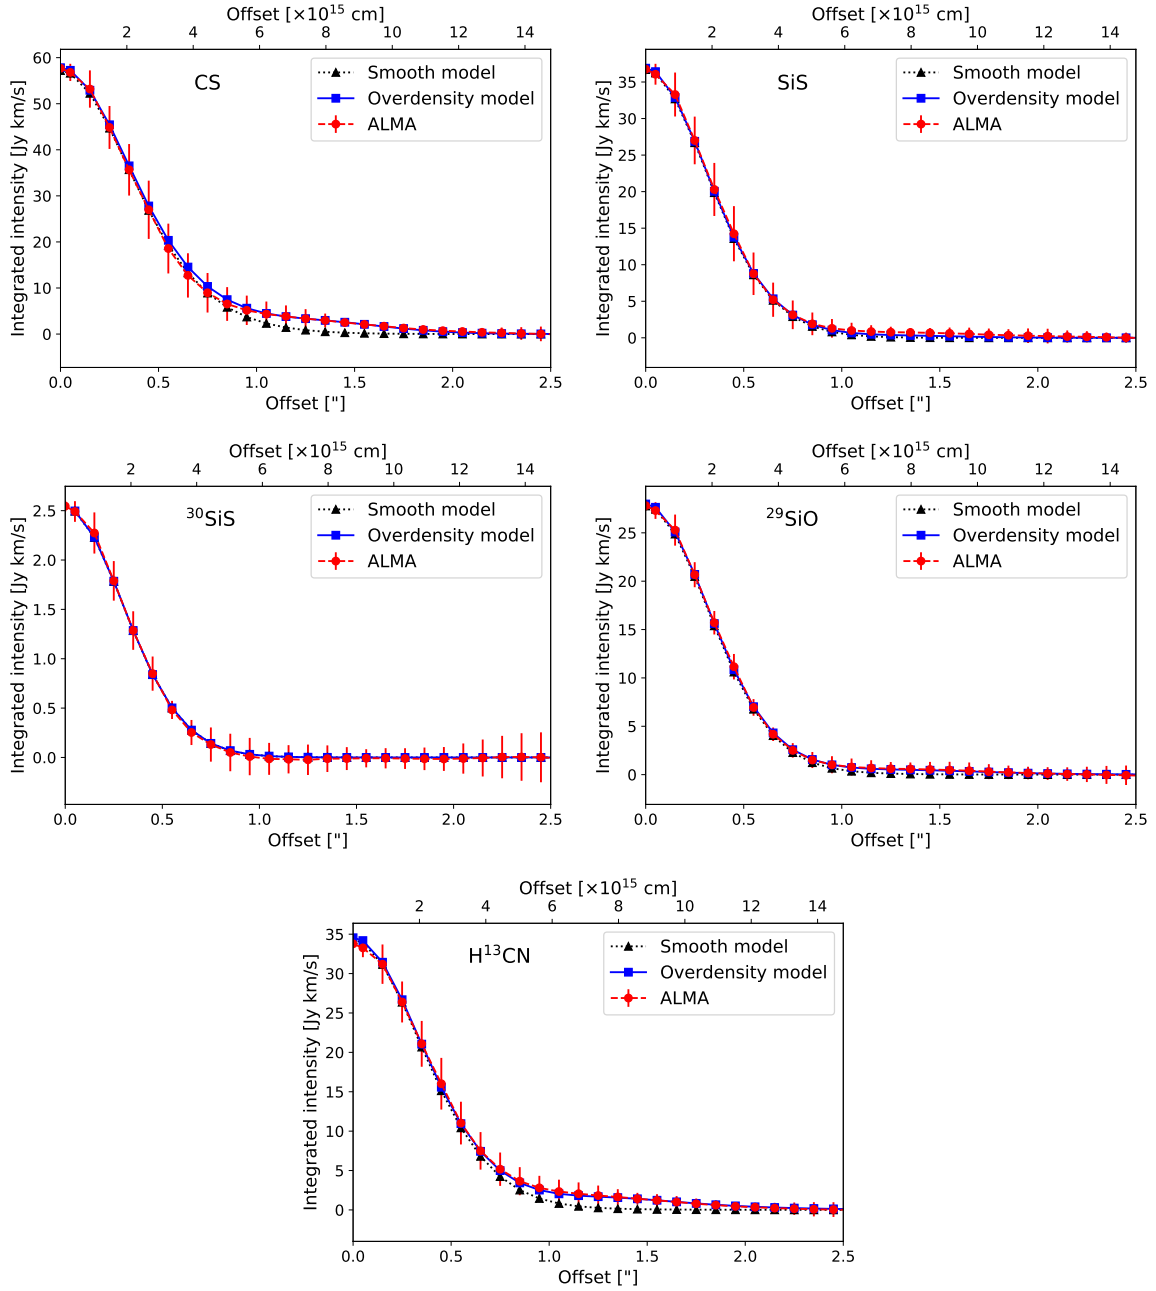 Offset [×10¹⁵ cm]
2 4 6 8 10 12 14
60
50
40
30
20
10
0
Integrated intensity [Jy km/s]
CS
Smooth model
Overdensity model
ALMA
0.0 0.5 1.0 1.5 2.0 2.5
Offset ["]
Offset [×10¹⁵ cm]
2 4 6 8 10 12 14
35
30
25
20
15
10
5
0
Integrated intensity [Jy km/s]
SiS
Smooth model
Overdensity model
ALMA
0.0 0.5 1.0 1.5 2.0 2.5
Offset ["]
Offset [×10¹⁵ cm]
2 4 6 8 10 12 14
2.5
2.0
1.5
1.0
0.5
0.0
Integrated intensity [Jy km/s]
³⁰SiS
Smooth model
Overdensity model
ALMA
0.0 0.5 1.0 1.5 2.0 2.5
Offset ["]
Offset [×10¹⁵ cm]
2 4 6 8 10 12 14
25
20
15
10
5
0
Integrated intensity [Jy km/s]
²⁹SiO
Smooth model
Overdensity model
ALMA
0.0 0.5 1.0 1.5 2.0 2.5
Offset ["]
Offset [×10¹⁵ cm]
2 4 6 8 10 12 14
35
30
25
20
15
10
5
0
Integrated intensity [Jy km/s]
H¹³CN
Smooth model
Overdensity model
ALMA
0.0 0.5 1.0 1.5 2.0 2.5
Offset ["]